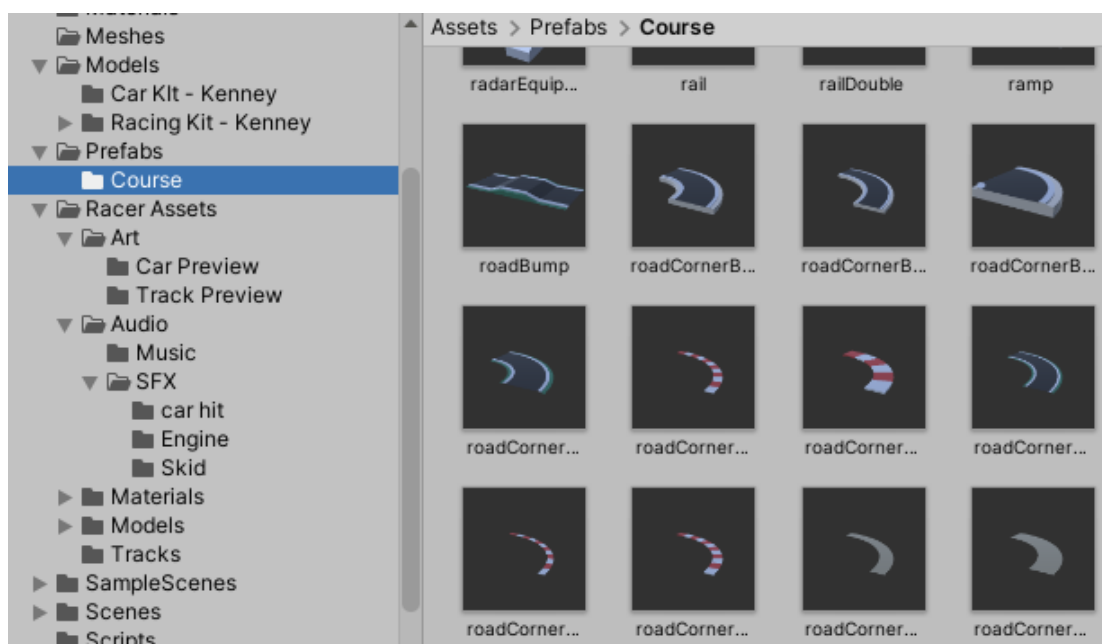 Materials
Meshes
Models
Car KIt - Kenney
Racing Kit - Kenney
Prefabs
Course
Racer Assets
Art
Car Preview
Track Preview
Audio
Music
SFX
car hit
Engine
Skid
Materials
Models
Tracks
SampleScenes
Scenes
Scripts
Assets > Prefabs > Course
radarEquip... rail railDouble ramp
roadBump roadCornerB... roadCornerB... roadCornerB...
roadCorner... roadCorner... roadCorner... roadCorner...
roadCorner... roadCorner... roadCorner... roadCorner...